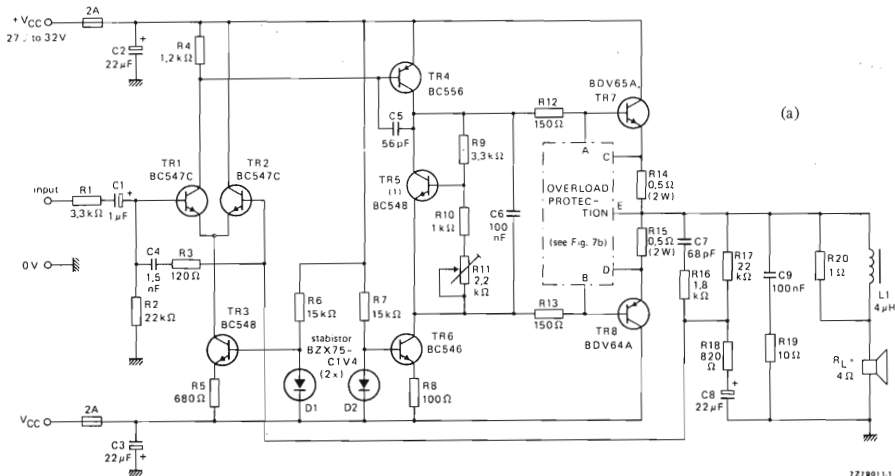 + VCC
2A
27.. to 32V
C2
22µF
+
R4
1,2kΩ
TR4
BC556
C5
56pF
R12
150Ω
BDV65A
TR7
(a)
R9
3,3kΩ
TR5
(1)
BC548
R10
1kΩ
C6
100
nF
R11
2,2
kΩ
A
C
OVERLOAD
PROTEC-
TION
E
(see Fig. 7b)
D
B
R14
0,5Ω
(2W)
R15
0,5Ω
(2W)
TR1
BC547C
TR2
BC547C
input
R1
3,3kΩ
C1
+
1µF
0V
C4
1,5
nF
R3
120Ω
R2
22kΩ
TR3
BC548
R5
680Ω
R6
15kΩ
R7
15kΩ
stabistor
BZX75-
C1V4
(2x)
D1
D2
TR6
BC546
R8
100Ω
R13
150Ω
TR8
BDV64A
C7
68pF
R16
1,8
kΩ
R17
22
kΩ
R18
820
Ω
C8
+
22µF
C9
100nF
R19
10Ω
R20
1Ω
L1
4µH
RL
4Ω
VCC
2A
C3
22µF
+
7Z78011.1